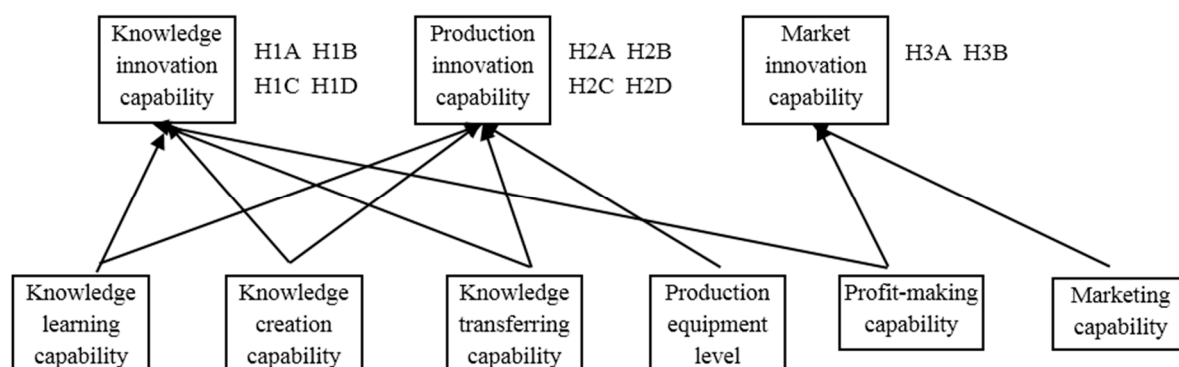 Knowledge
innovation
capability
H1A H1B
H1C H1D
Production
innovation
capability
H2A H2B
H2C H2D
Market
innovation
capability
H3A H3B
Knowledge
learning
capability
Knowledge
creation
capability
Knowledge
transferring
capability
Production
equipment
level
Profit-making
capability
Marketing
capability